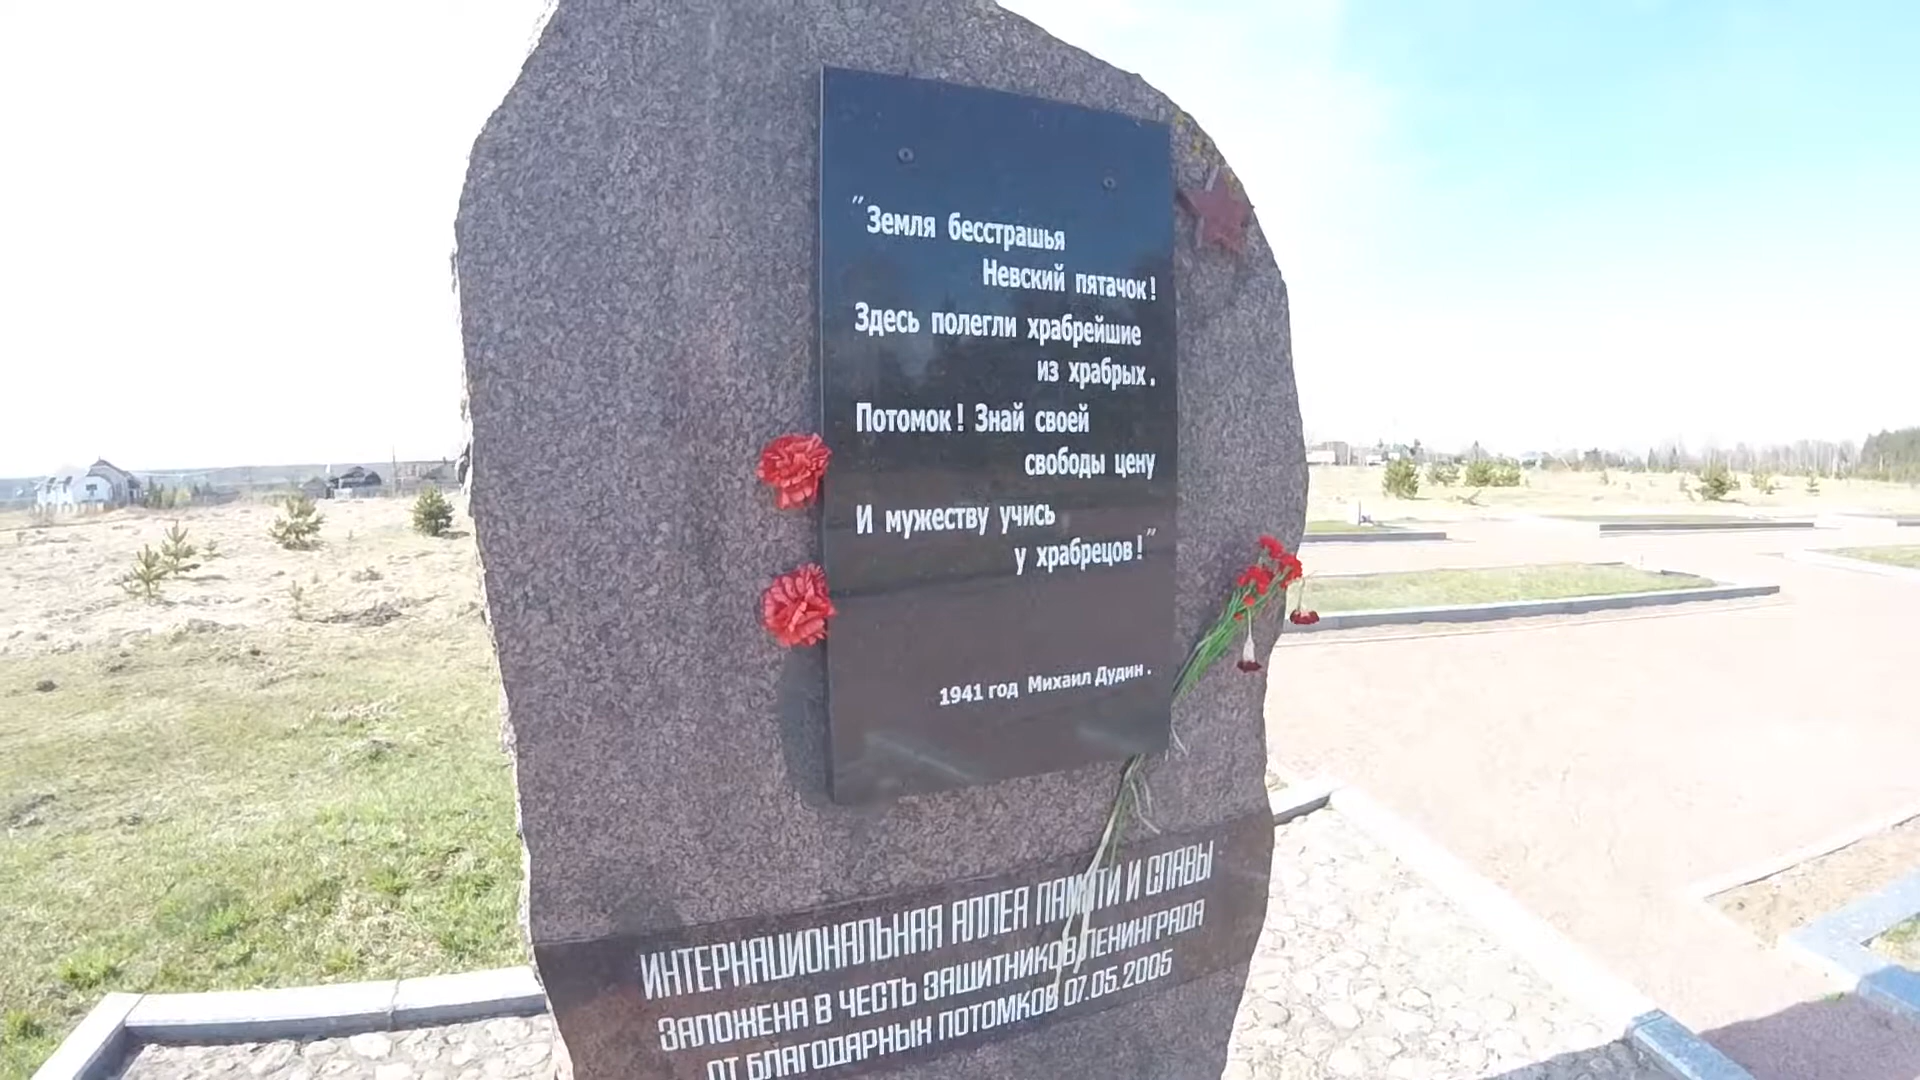 "Земля бесстрашья
Невский пятачок!
Здесь полегли храбрейшие
из храбрых.
Потомок! Знай своей
свободы цену
И мужеству учись
у храбрецов!"
1941 год Михаил Дудин.
ИНТЕРНАЦИОНАЛЬНАЯ АЛЛЕЯ ПАМЯТИ И СЛАВЫ
ЗАЛОЖЕНА В ЧЕСТЬ ЗАЩИТНИКОВ ЛЕНИНГРАДА
ОТ БЛАГОДАРНЫХ ПОТОМКОВ 07.05.2005